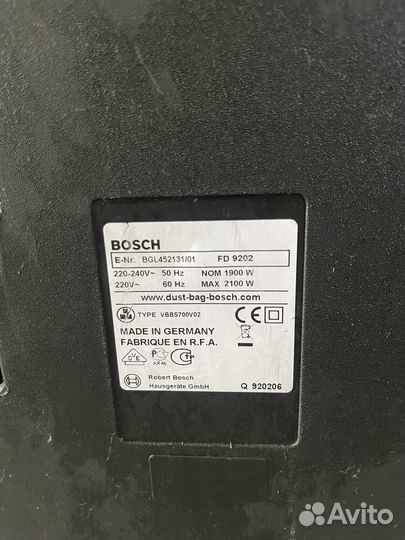 BOSCH
E-Nr. BGL452131/01 FD 9202
220-240V~ 50 Hz NOM 1900 W
220V~ 60 Hz MAX 2100 W
www.dust-bag-bosch.com
TYPE VBBS700V02
MADE IN GERMANY
FABRIQUE EN R.F.A.
Robert Bosch
Hausgeräte GmbH
Q 920206
Avito